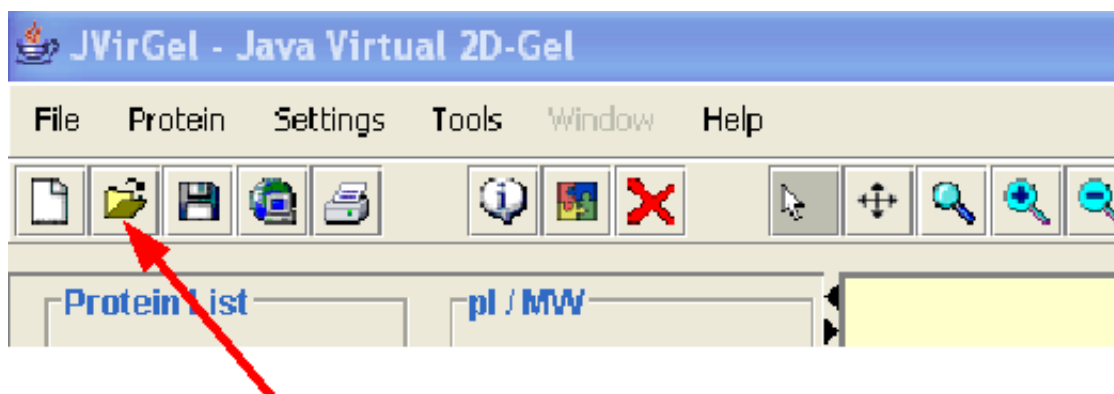 JVirGel - Java Virtual 2D-Gel
File Protein Settings Tools Window Help
Protein List pI / MW